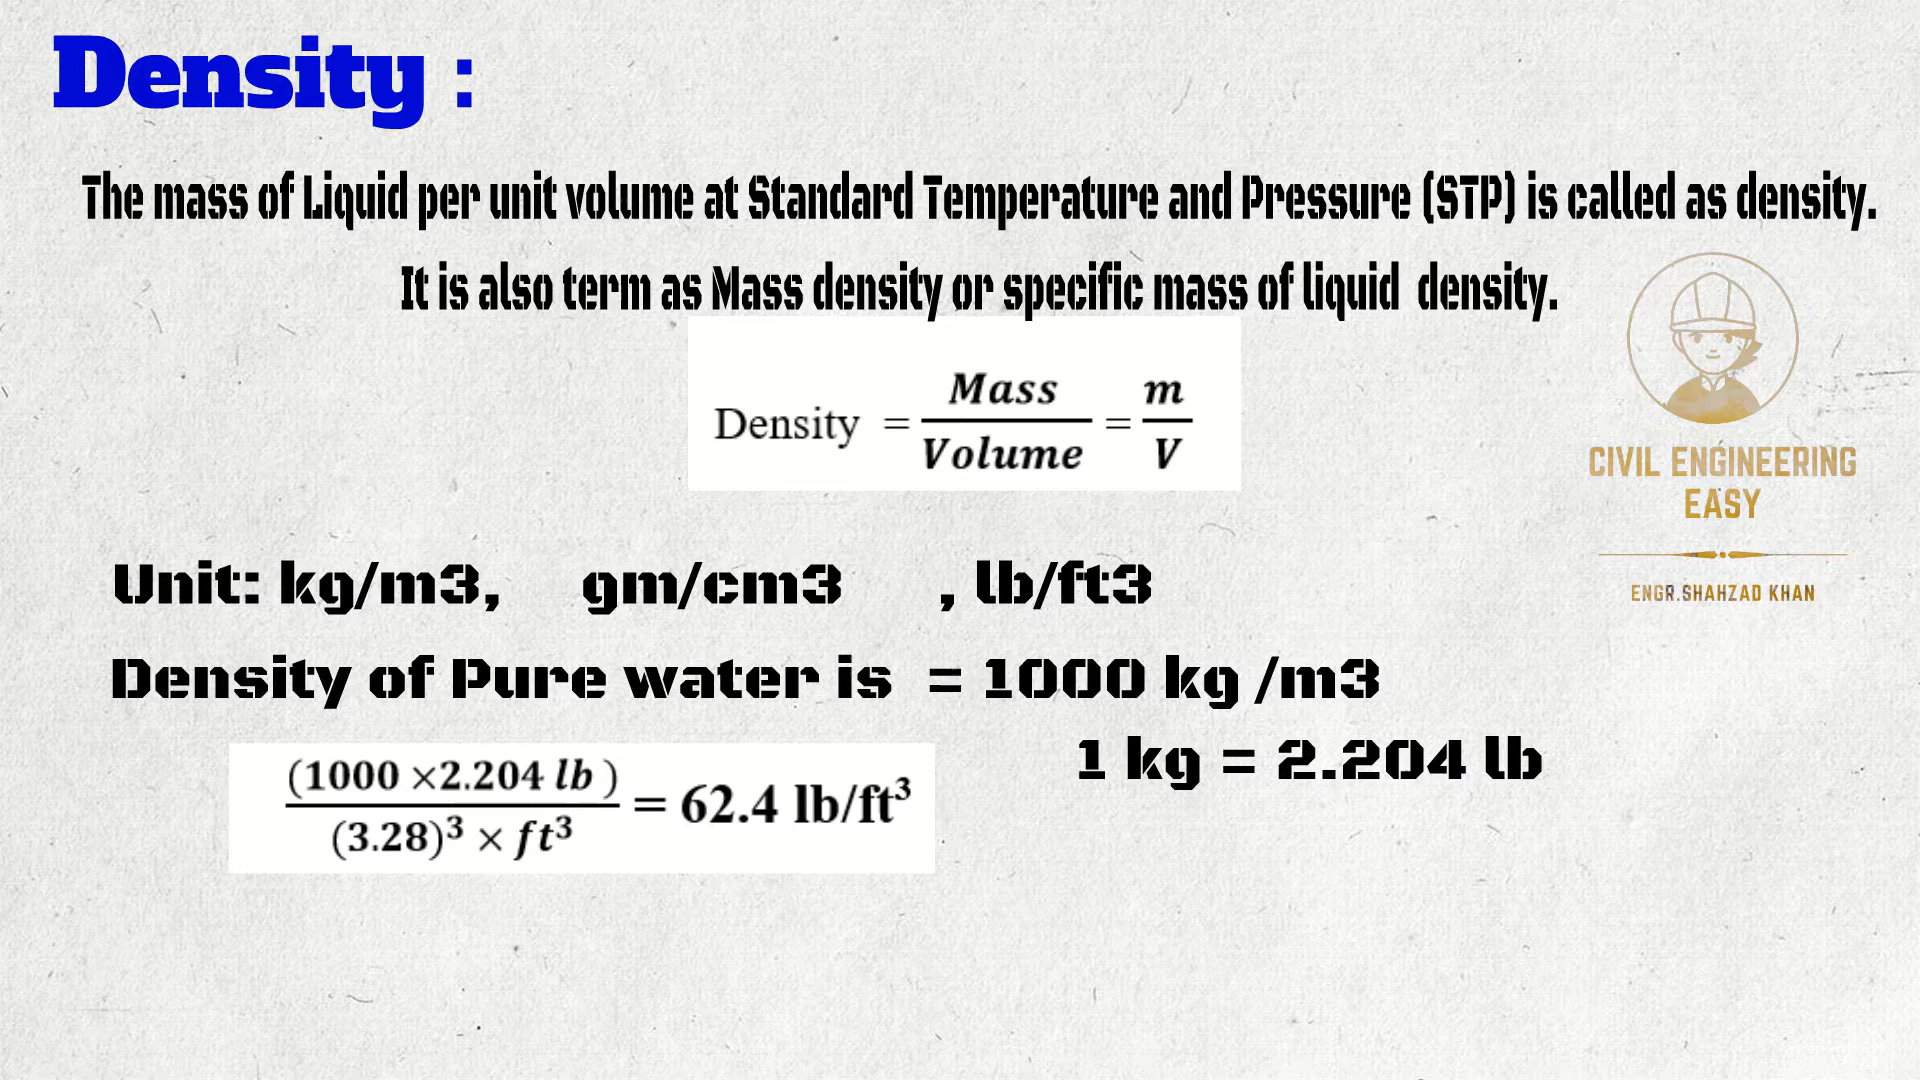 Density :
The mass of Liquid per unit volume at Standard Temperature and Pressure (STP) is called as density.
It is also term as Mass density or specific mass of liquid density.
Density = Mass / Volume = m / V
CIVIL ENGINEERING
EASY
ENGR.SHAHZAD KHAN
Unit: kg/m3, gm/cm3 , lb/ft3
Density of Pure water is = 1000 kg /m3
1 kg = 2.204 lb
(1000 ×2.204 lb ) / (3.28)³ × ft³ = 62.4 lb/ft³